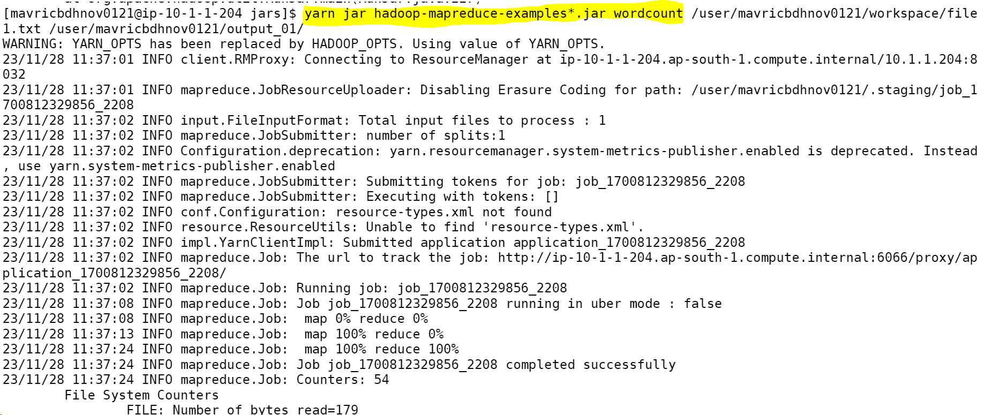 at org.apache.hadoop.util.RunJar.main(RunJar.java:227)
[mavricbdhnov0121@ip-10-1-1-204 jars]$ yarn jar hadoop-mapreduce-examples*.jar wordcount /user/mavricbdhnov0121/workspace/file
1.txt /user/mavricbdhnov0121/output_01/
WARNING: YARN_OPTS has been replaced by HADOOP_OPTS. Using value of YARN_OPTS.
23/11/28 11:37:01 INFO client.RMProxy: Connecting to ResourceManager at ip-10-1-1-204.ap-south-1.compute.internal/10.1.1.204:8
032
23/11/28 11:37:01 INFO mapreduce.JobResourceUploader: Disabling Erasure Coding for path: /user/mavricbdhnov0121/.staging/job_1
700812329856_2208
23/11/28 11:37:02 INFO input.FileInputFormat: Total input files to process : 1
23/11/28 11:37:02 INFO mapreduce.JobSubmitter: number of splits:1
23/11/28 11:37:02 INFO Configuration.deprecation: yarn.resourcemanager.system-metrics-publisher.enabled is deprecated. Instead
, use yarn.system-metrics-publisher.enabled
23/11/28 11:37:02 INFO mapreduce.JobSubmitter: Submitting tokens for job: job_1700812329856_2208
23/11/28 11:37:02 INFO mapreduce.JobSubmitter: Executing with tokens: []
23/11/28 11:37:02 INFO conf.Configuration: resource-types.xml not found
23/11/28 11:37:02 INFO resource.ResourceUtils: Unable to find 'resource-types.xml'.
23/11/28 11:37:02 INFO impl.YarnClientImpl: Submitted application application_1700812329856_2208
23/11/28 11:37:02 INFO mapreduce.Job: The url to track the job: http://ip-10-1-1-204.ap-south-1.compute.internal:6066/proxy/ap
plication_1700812329856_2208/
23/11/28 11:37:02 INFO mapreduce.Job: Running job: job_1700812329856_2208
23/11/28 11:37:08 INFO mapreduce.Job: Job job_1700812329856_2208 running in uber mode : false
23/11/28 11:37:08 INFO mapreduce.Job:  map 0% reduce 0%
23/11/28 11:37:13 INFO mapreduce.Job:  map 100% reduce 0%
23/11/28 11:37:24 INFO mapreduce.Job:  map 100% reduce 100%
23/11/28 11:37:24 INFO mapreduce.Job: Job job_1700812329856_2208 completed successfully
23/11/28 11:37:24 INFO mapreduce.Job: Counters: 54
File System Counters
FILE: Number of bytes read=179